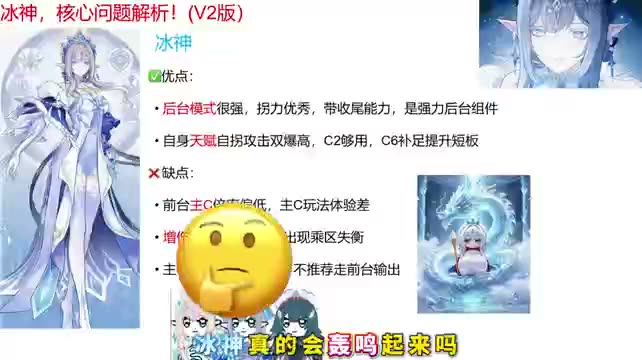 冰神，核心问题解析！(V2版）
冰神
✅优点：
• 后台模式很强，拐力优秀，带收尾能力，是强力后台组件
• 自身天赋自拐攻击双爆高，C2够用，C6补足提升短板
❌缺点：
• 前台主C倍率偏低，主C玩法体验差
• 增 出现乘区失衡
• 主 不推荐走前台输出
冰神真的会轰鸣起来吗